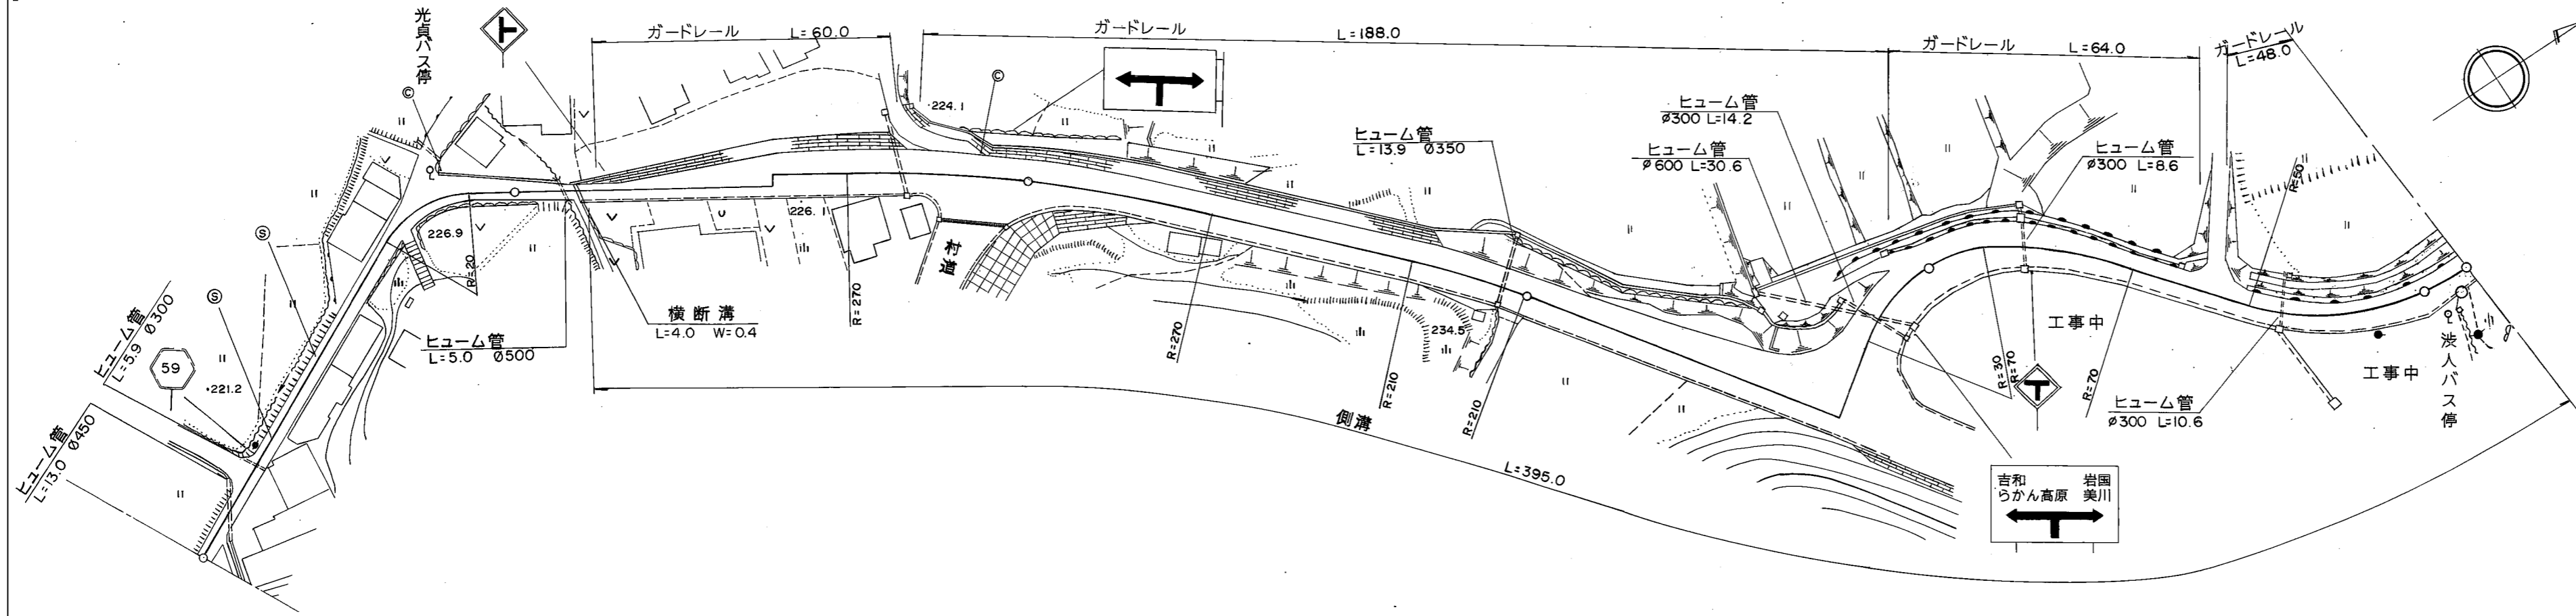 光貞バス停
ガードレール L=60.0
ガードレール L=188.0
ガードレール L=64.0
ガードレール
L=48.0
Ⓒ
Ⓒ
224.1
ヒューム管
L=13.9 Ø350
ヒューム管
Ø300 L=14.2
ヒューム管
Ø600 L=30.6
ヒューム管
Ø300 L=8.6
R=50
226.9
R=20
226.1
R=270
村道
R=270
横断溝
L=4.0 W=0.4
ヒューム管
L=5.0 Ø500
Ⓢ
Ⓢ
ヒューム管
L=5.9 Ø300
59
221.2
ヒューム管
L=13.0 Ø450
234.5
R=210
R=210
側溝
L=395.0
R=30
R=70
工事中
R=70
ヒューム管
Ø300 L=10.6
工事中
渋人バス停
吉和 岩国
らかん高原 美川